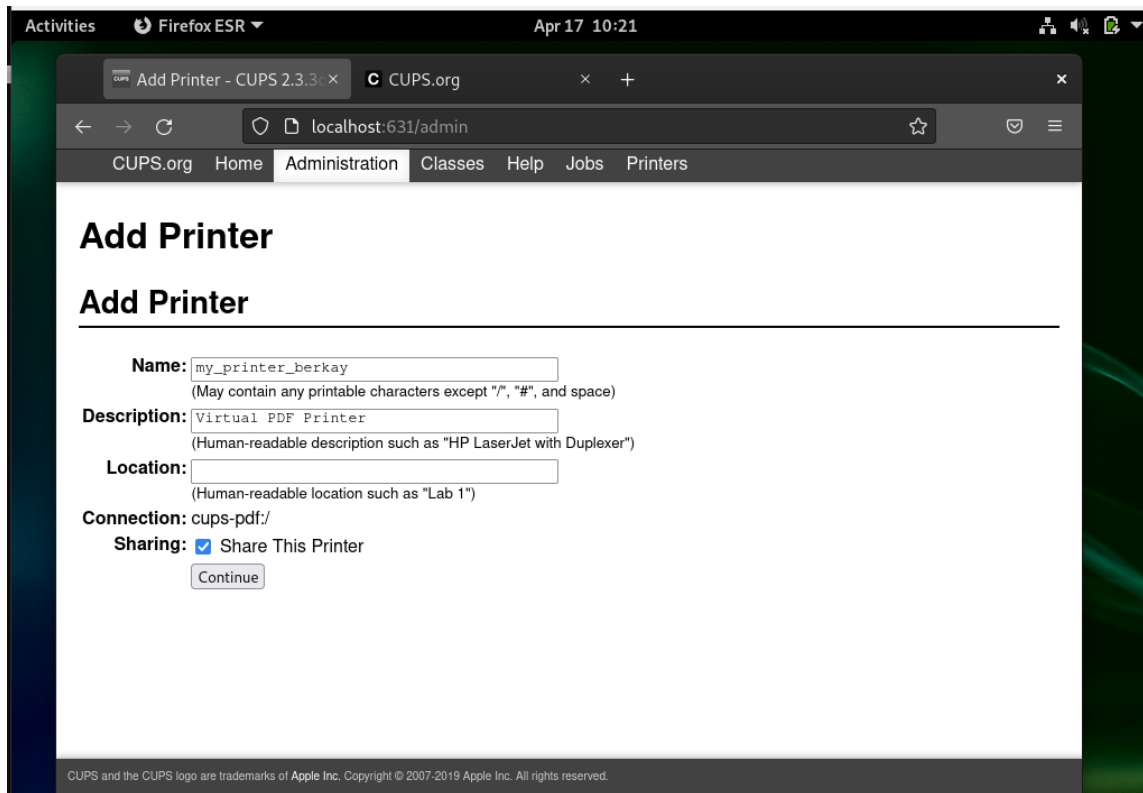 Activities Firefox ESR Apr 17 10:21
CUPS Add Printer - CUPS 2.3.3 C CUPS.org
localhost:631/admin
CUPS.org Home Administration Classes Help Jobs Printers
Add Printer
Add Printer
Name: my_printer_berkay
(May contain any printable characters except "/", "#", and space)
Description: Virtual PDF Printer
(Human-readable description such as "HP LaserJet with Duplexer")
Location:
(Human-readable location such as "Lab 1")
Connection: cups-pdf:/
Sharing: Share This Printer
Continue
CUPS and the CUPS logo are trademarks of Apple Inc. Copyright © 2007-2019 Apple Inc. All rights reserved.